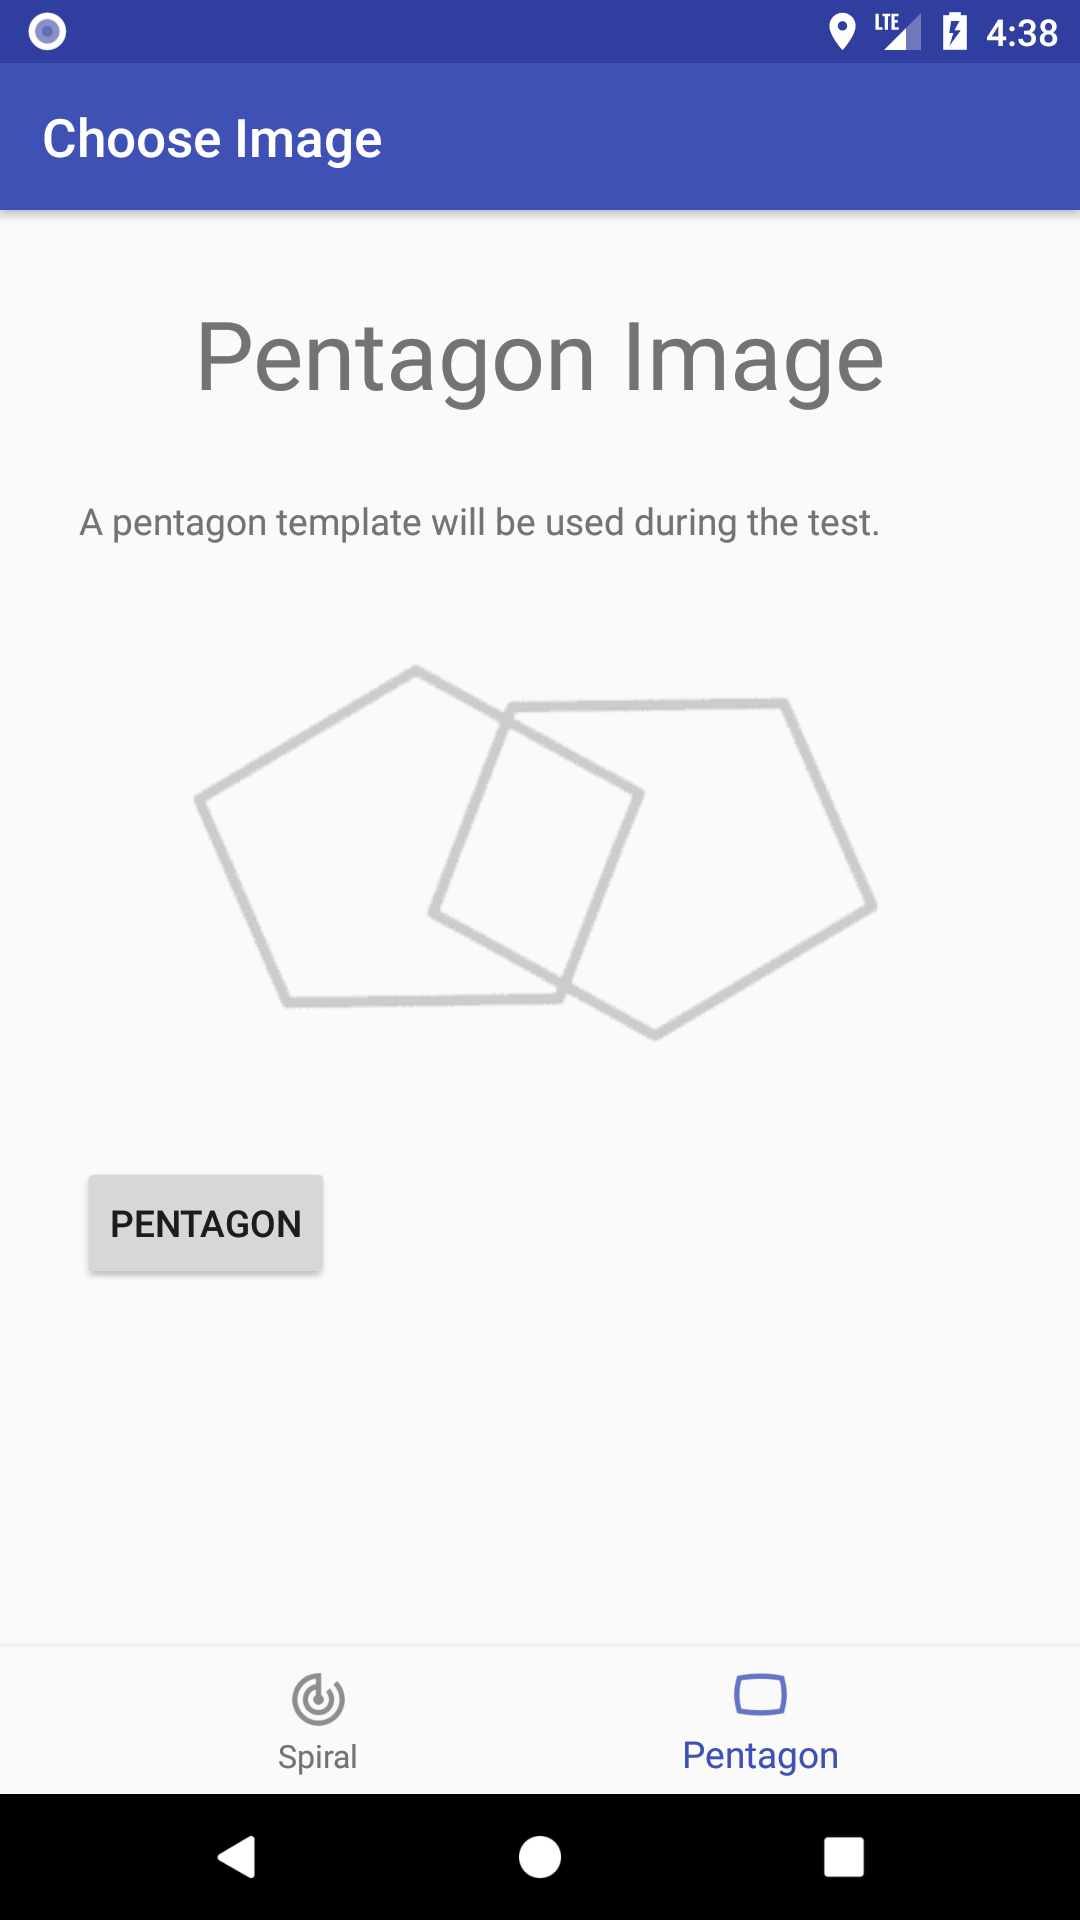 LTE 4:38
Choose Image
Pentagon Image
A pentagon template will be used during the test.
PENTAGON
Spiral
Pentagon